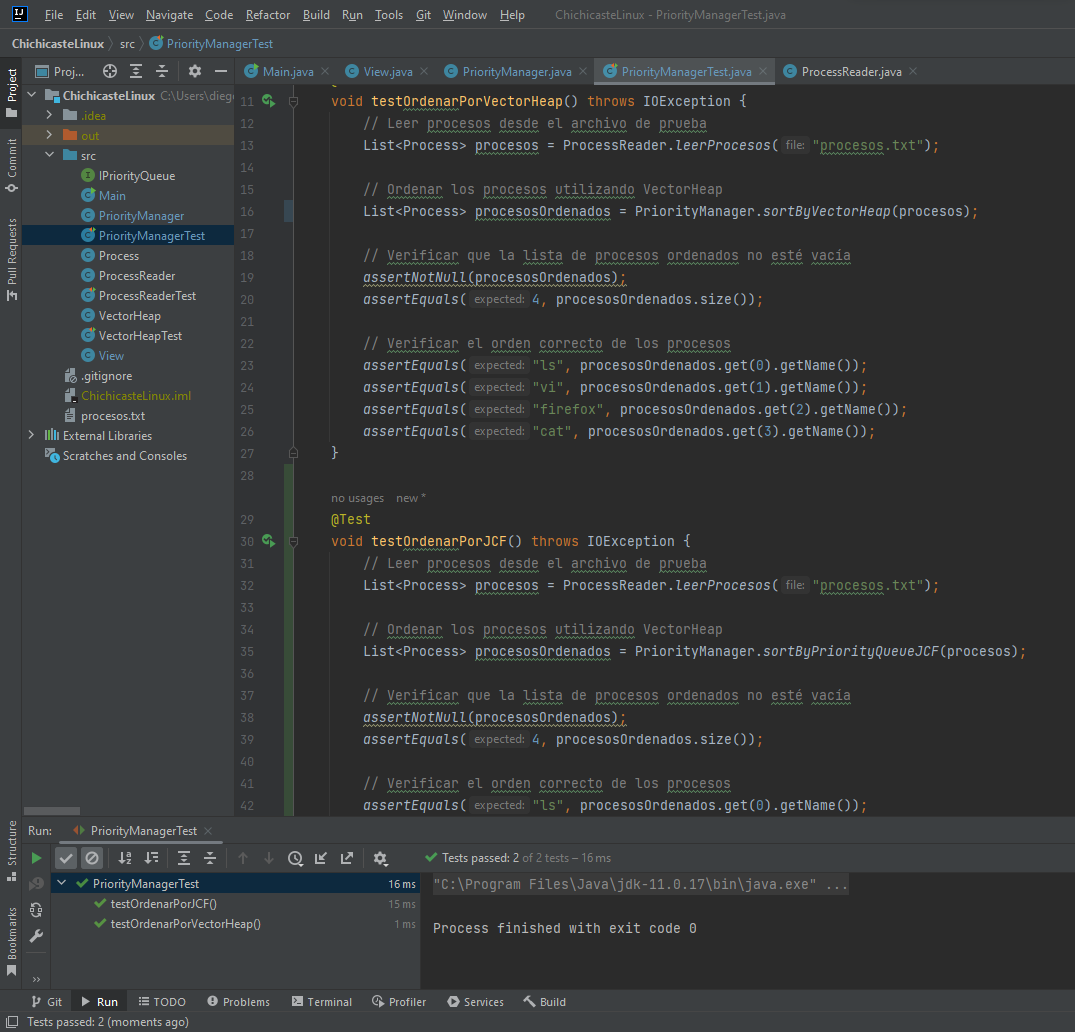 IJ File Edit View Navigate Code Refactor Build Run Tools Git Window Help ChichicasteLinux - PriorityManagerTest.java
ChichicasteLinux src PriorityManagerTest
Project
Commit
Pull Requests
Structure
Bookmarks
Proj...
Main.java View.java PriorityManager.java PriorityManagerTest.java ProcessReader.java
ChichicasteLinux C:\Users\dieg
.idea
out
src
IPriorityQueue
Main
PriorityManager
PriorityManagerTest
Process
ProcessReader
ProcessReaderTest
VectorHeap
VectorHeapTest
View
.gitignore
ChichicasteLinux.iml
procesos.txt
External Libraries
Scratches and Consoles
11 void testOrdenarPorVectorHeap() throws IOException {
12 // Leer procesos desde el archivo de prueba
13 List<Process> procesos = ProcessReader.leerProcesos( file: "procesos.txt");
14
15 // Ordenar los procesos utilizando VectorHeap
16 List<Process> procesosOrdenados = PriorityManager.sortByVectorHeap(procesos);
17
18 // Verificar que la lista de procesos ordenados no esté vacía
19 assertNotNull(procesosOrdenados);
20 assertEquals( expected: 4, procesosOrdenados.size());
21
22 // Verificar el orden correcto de los procesos
23 assertEquals( expected: "ls", procesosOrdenados.get(0).getName());
24 assertEquals( expected: "vi", procesosOrdenados.get(1).getName());
25 assertEquals( expected: "firefox", procesosOrdenados.get(2).getName());
26 assertEquals( expected: "cat", procesosOrdenados.get(3).getName());
27 }
28
no usages new *
29 @Test
30 void testOrdenarPorJCF() throws IOException {
31 // Leer procesos desde el archivo de prueba
32 List<Process> procesos = ProcessReader.leerProcesos( file: "procesos.txt");
33
34 // Ordenar los procesos utilizando VectorHeap
35 List<Process> procesosOrdenados = PriorityManager.sortByPriorityQueueJCF(procesos);
36
37 // Verificar que la lista de procesos ordenados no esté vacía
38 assertNotNull(procesosOrdenados);
39 assertEquals( expected: 4, procesosOrdenados.size());
40
41 // Verificar el orden correcto de los procesos
42 assertEquals( expected: "ls", procesosOrdenados.get(0).getName());
Run: PriorityManagerTest
Tests passed: 2 of 2 tests – 16 ms
PriorityManagerTest 16 ms
testOrdenarPorJCF() 15 ms
testOrdenarPorVectorHeap() 1 ms
"C:\Program Files\Java\jdk-11.0.17\bin\java.exe" ...
Process finished with exit code 0
Git Run TODO Problems Terminal Profiler Services Build
Tests passed: 2 (moments ago)